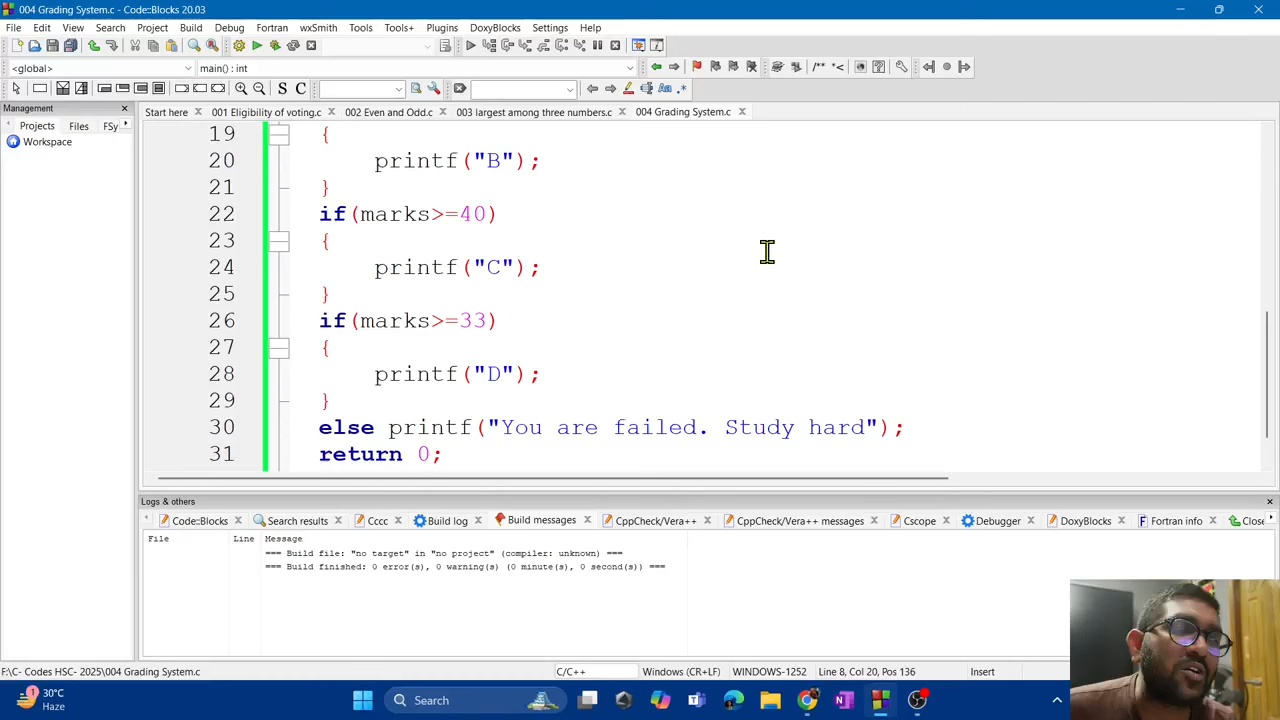 004 Grading System.c - Code::Blocks 20.03
File Edit View Search Project Build Debug Fortran wxSmith Tools Tools+ Plugins DoxyBlocks Settings Help
<global> main() : int
S C
Management
Projects Files FSy
Workspace
Start here 001 Eligibility of voting.c 002 Even and Odd.c 003 largest among three numbers.c 004 Grading System.c
19 {
20 printf("B");
21 }
22 if(marks>=40)
23 {
24 printf("C");
25 }
26 if(marks>=33)
27 {
28 printf("D");
29 }
30 else printf("You are failed. Study hard");
31 return 0;
Logs & others
Code::Blocks Search results Cccc Build log Build messages CppCheck/Vera++ CppCheck/Vera++ messages Cscope Debugger DoxyBlocks Fortran info Close
File Line Message
=== Build file: "no target" in "no project" (compiler: unknown) ===
=== Build finished: 0 error(s), 0 warning(s) (0 minute(s), 0 second(s)) ===
F:\C- Codes HSC- 2025\004 Grading System.c C/C++ Windows (CR+LF) WINDOWS-1252 Line 8, Col 20, Pos 136 Insert
1 30°C
Haze
Search